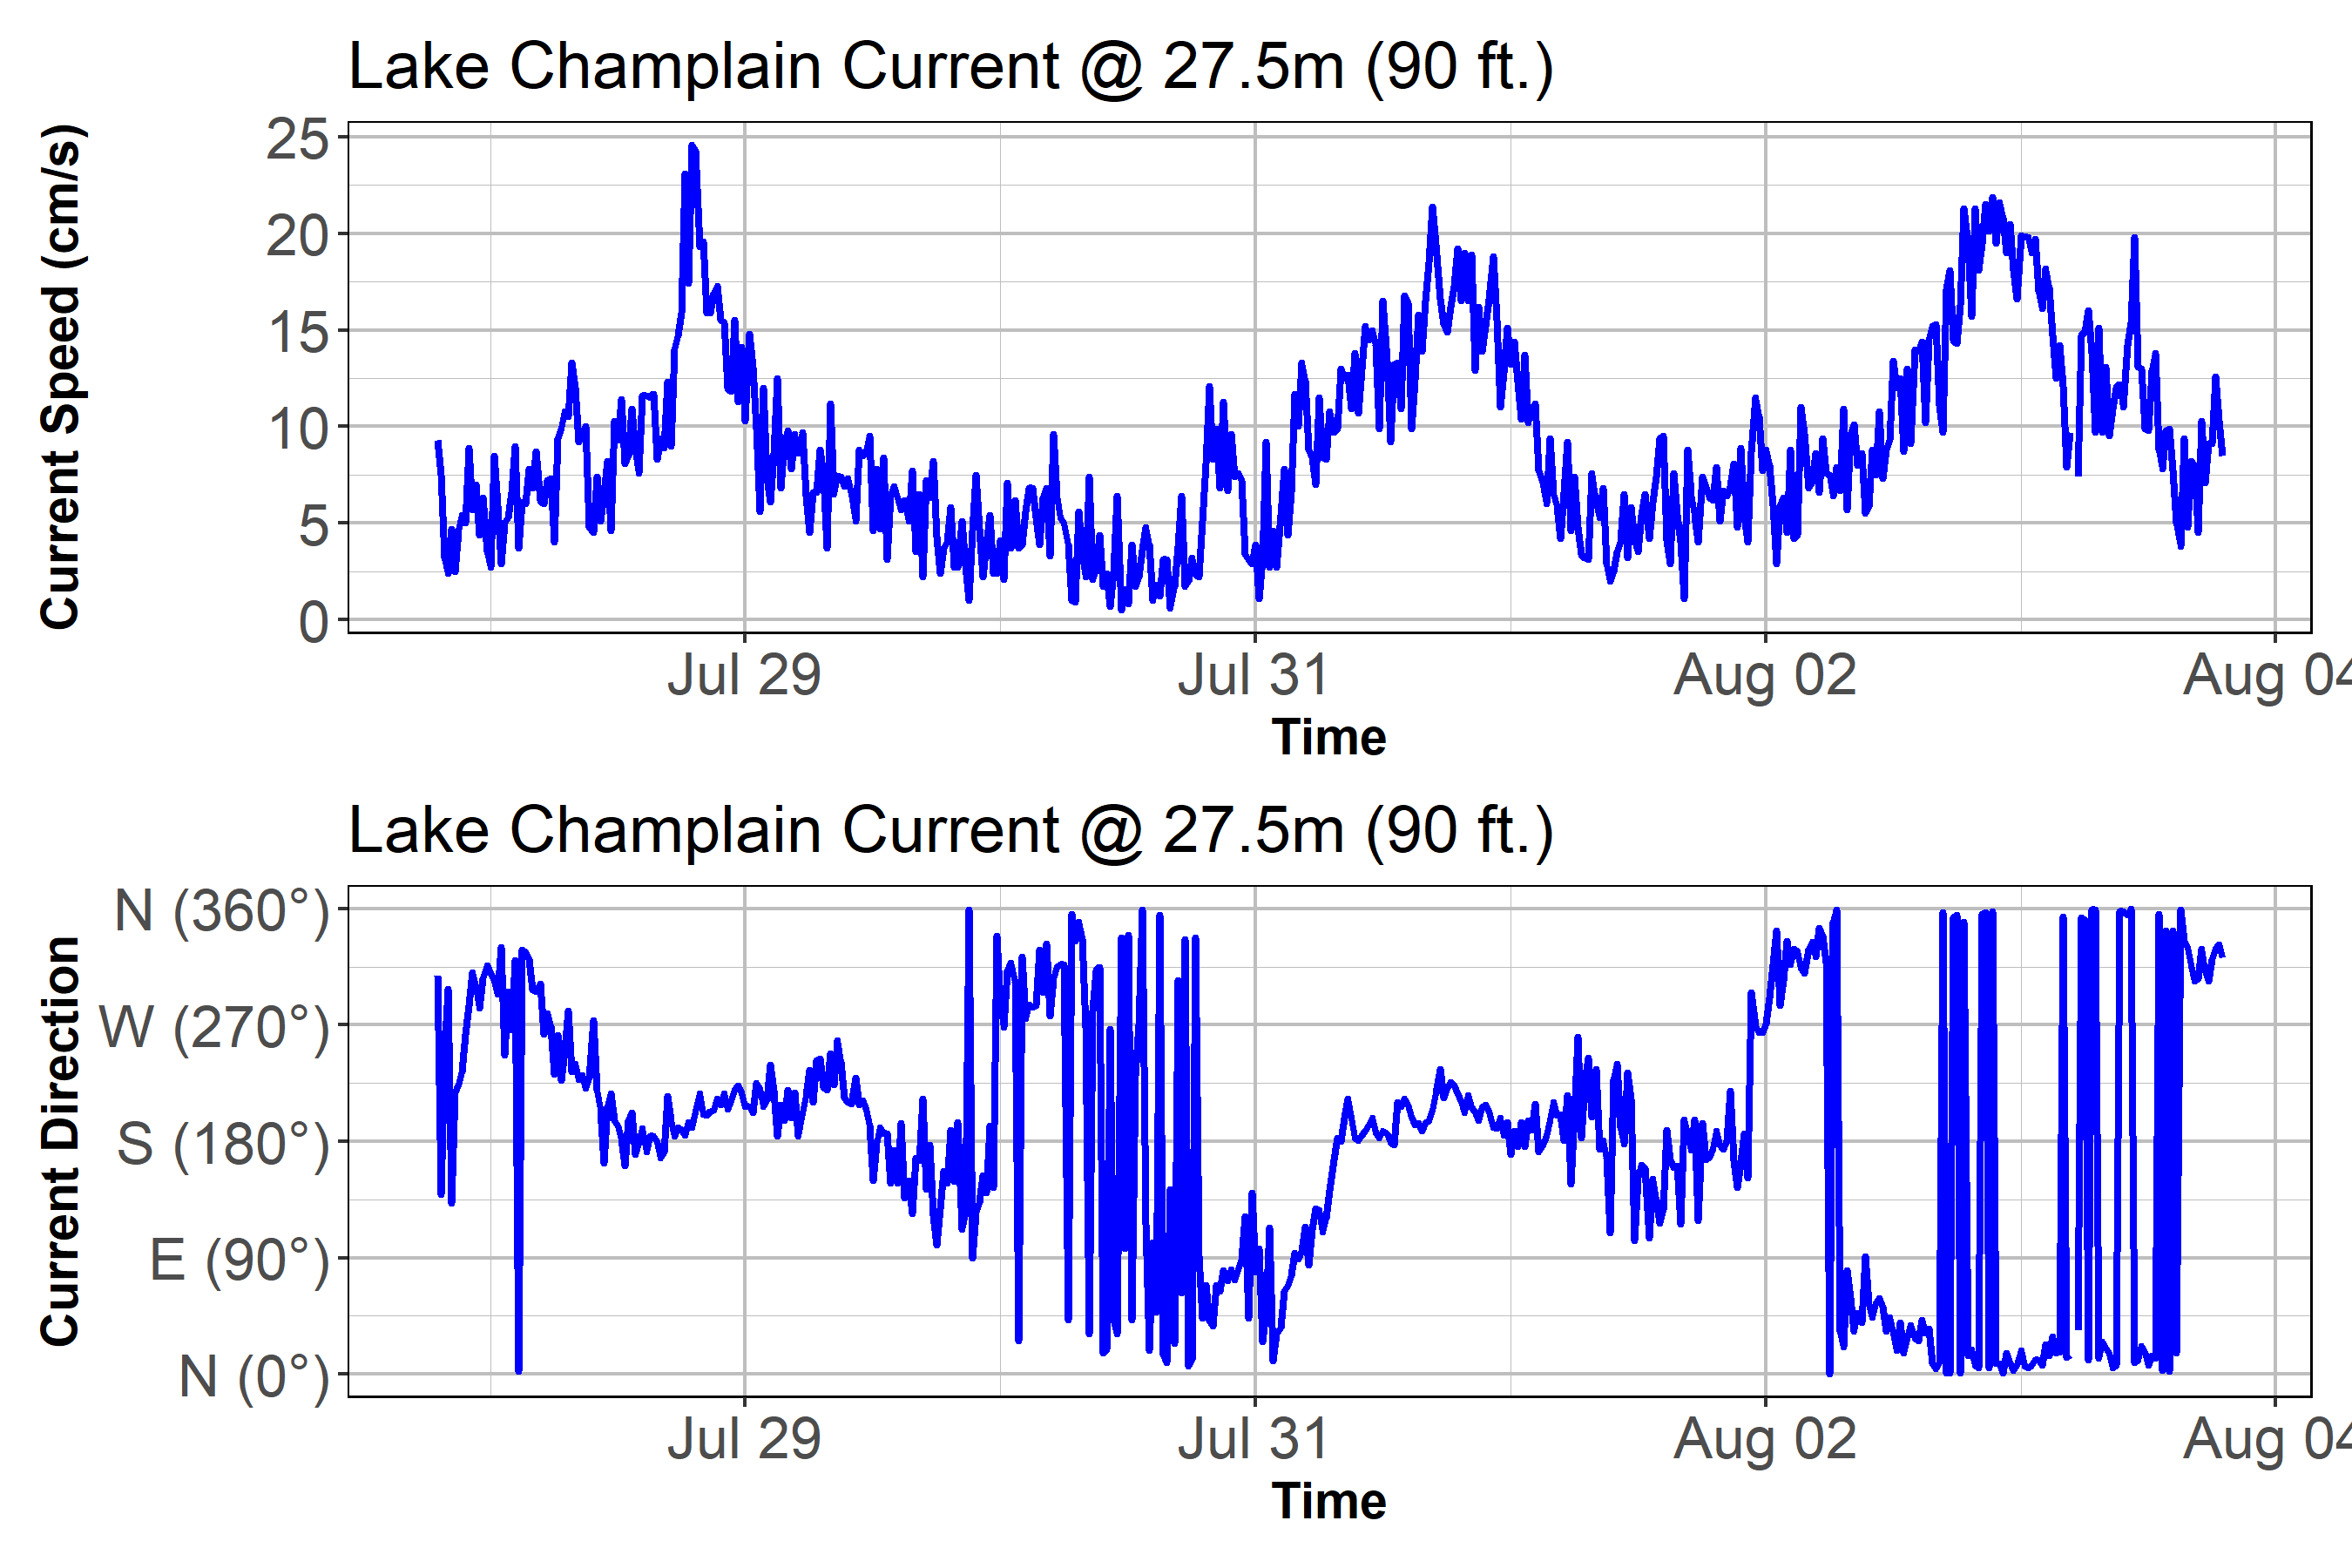 Lake Champlain Current @ 27.5m (90 ft.)
Current Speed (cm/s)
25
20
15
10
5
0
Jul 29 Jul 31 Aug 02 Aug 04
Time
Lake Champlain Current @ 27.5m (90 ft.)
Current Direction
N (360°)
W (270°)
S (180°)
E (90°)
N (0°)
Jul 29 Jul 31 Aug 02 Aug 04
Time